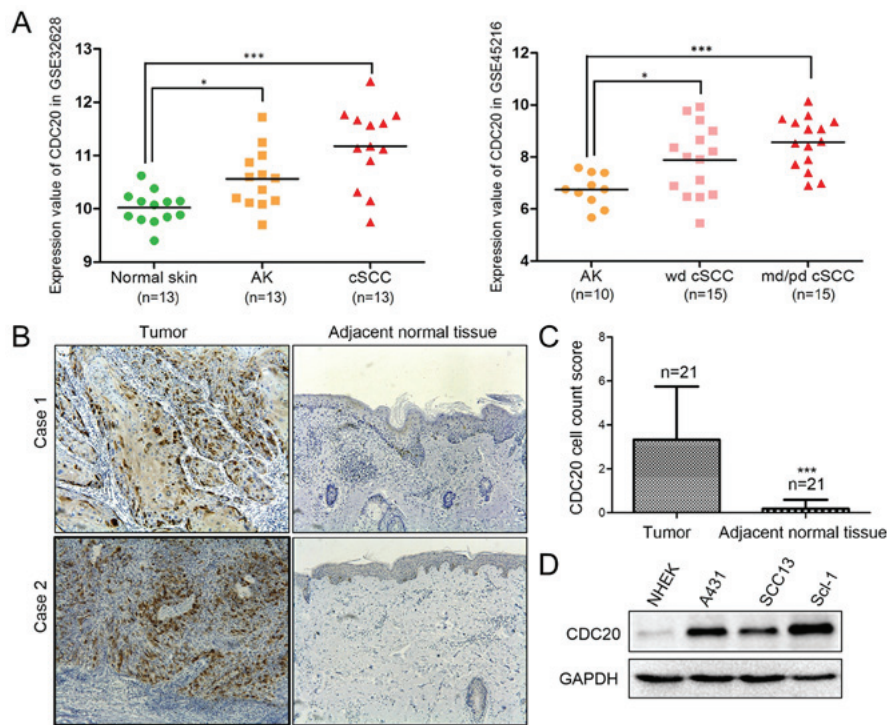 A
Expression value of CDC20 in GSE32628
13
12
11
10
9
***
*
Normal skin
(n=13)
AK
(n=13)
cSCC
(n=13)
Expression value of CDC20 in GSE45216
12
10
8
6
4
***
*
AK
(n=10)
wd cSCC
(n=15)
md/pd cSCC
(n=15)
B
Tumor
Adjacent normal tissue
Case 1
Case 2
C
CDC20 cell count score
8
6
4
2
0
n=21
***
n=21
Tumor
Adjacent normal tissue
D
NHEK
A431
SCC13
Scl-1
CDC20
GAPDH